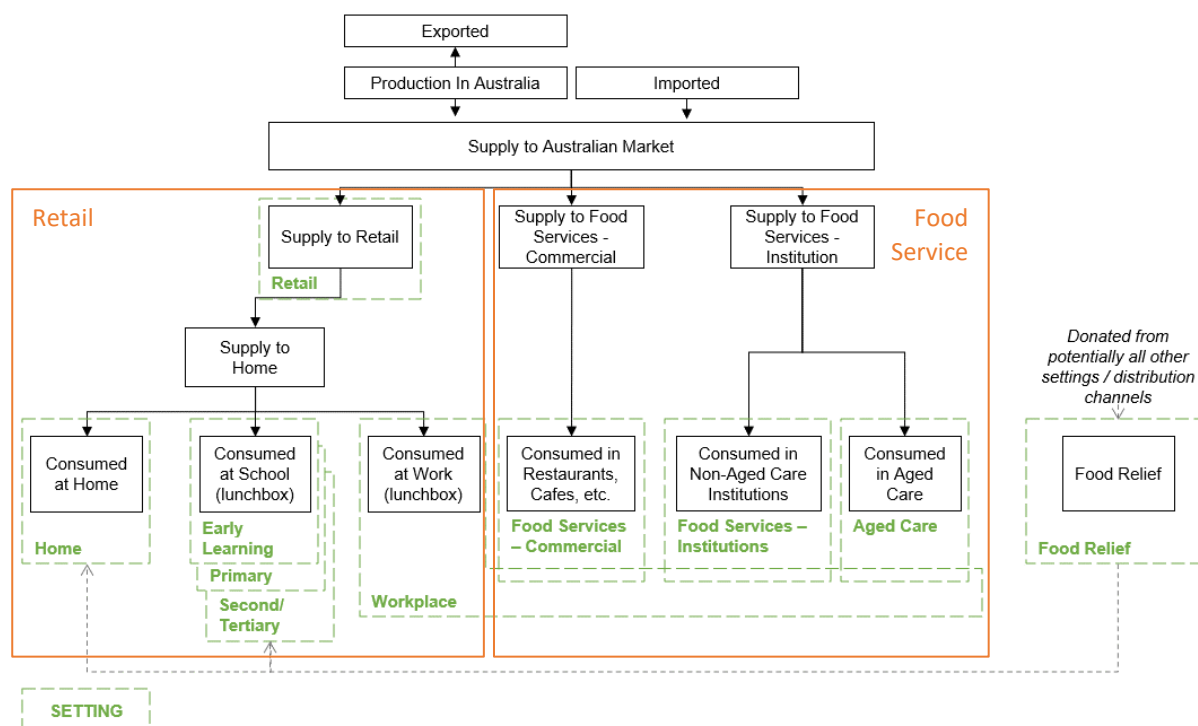 Exported
Production In Australia
Imported
Supply to Australian Market
Retail
Food
Service
Supply to Retail
Retail
Supply to Food
Services -
Commercial
Supply to Food
Services -
Institution
Supply to
Home
Donated from
potentially all other
settings / distribution
channels
Consumed
at Home
Home
Consumed
at School
(lunchbox)
Early
Learning
Primary
Second/
Tertiary
Consumed
at Work
(lunchbox)
Workplace
Consumed in
Restaurants,
Cafes, etc.
Food Services
– Commercial
Consumed in
Non-Aged Care
Institutions
Food Services –
Institutions
Consumed
in Aged
Care
Aged Care
Food Relief
Food Relief
SETTING